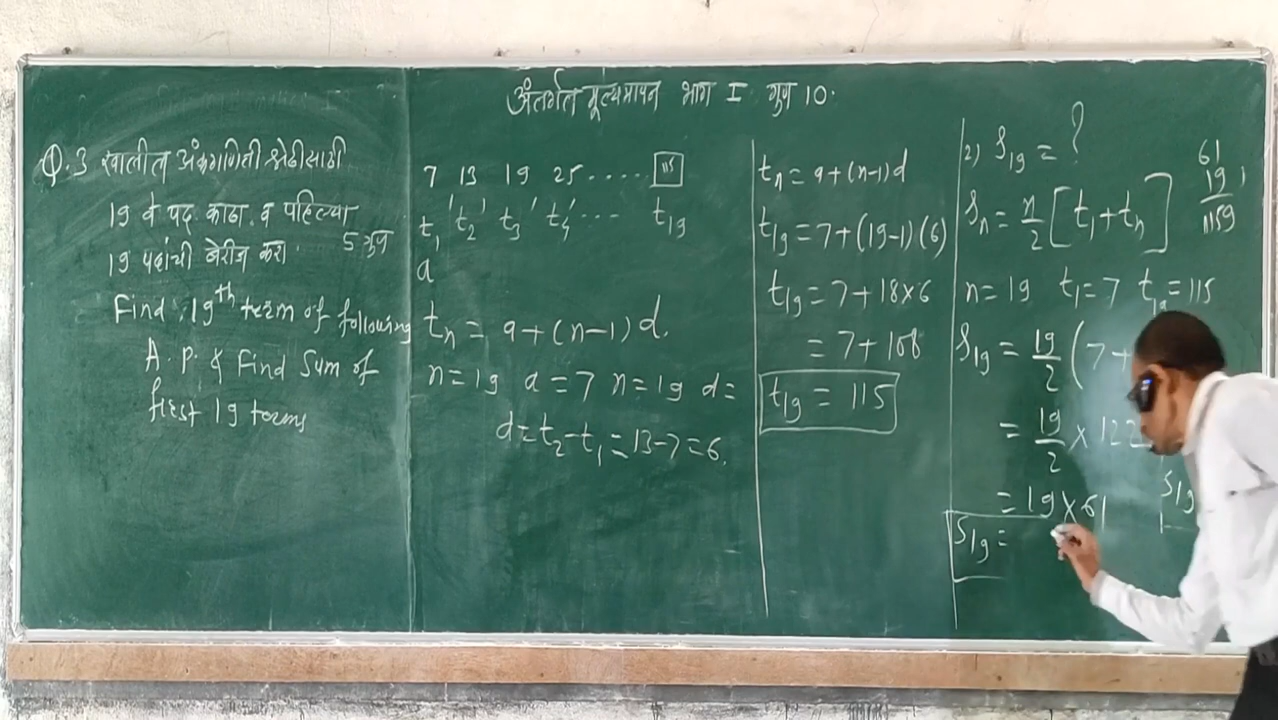 अंतर्गत मूल्यमापन भाग I गुण 10.
Q.3 खालील अंकगणिती श्रेढीसाठी
19 वे पद काढा. व पहिल्या
19 पदांची बेरीज करा. 5 गुण
Find 19th term of following
A.P. & Find Sum of
first 19 terms
7 13 19 25 ..... 115
t₁, t₂, t₃, t₄, ... t₁₉
a
tₙ = a+(n-1)d.
n=19 a=7 n=19 d=
d=t₂-t₁=13-7=6.
tₙ=a+(n-1)d
t₁₉=7+(19-1)(6)
t₁₉=7+18×6
=7+108
t₁₉ = 115
2) S₁₉ = ?
Sₙ = n/2 [t₁+tₙ]
n=19 t₁=7 t₁₉=115
S₁₉ = 19/2 (7+
= 19/2 × 122
= 19×61
S₁₉ =
61
19
1159
S₁₉